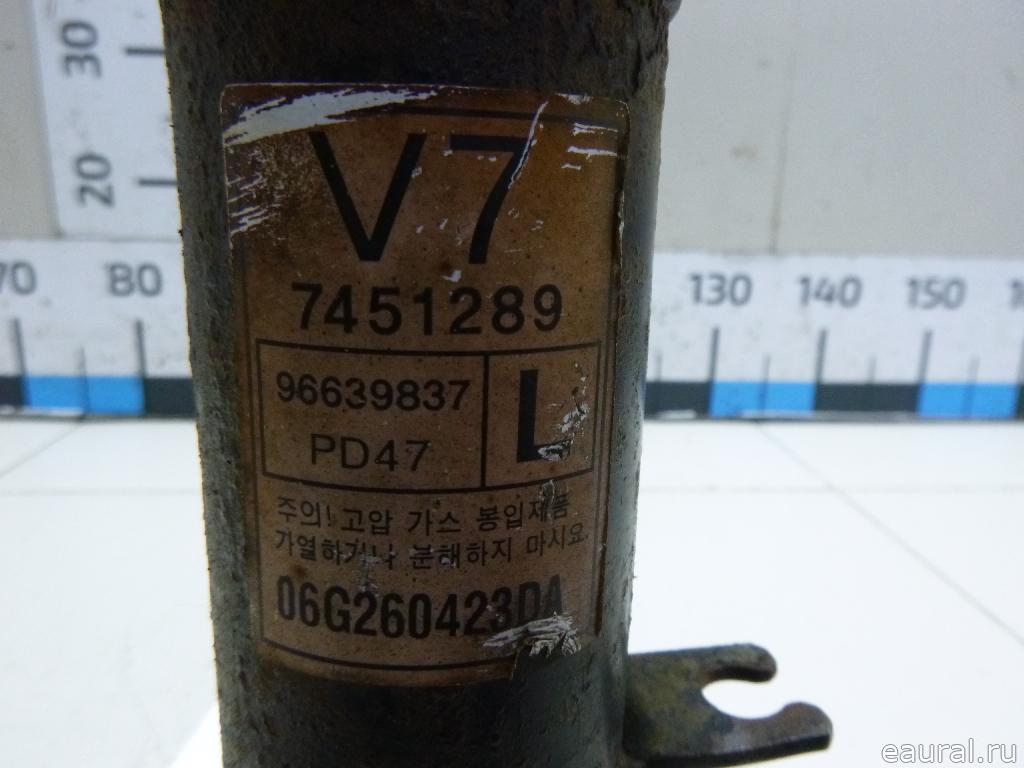 30
20
70 80 130 140 150
V7
7451289
96639837 L
PD47
주의! 고압 가스 봉입제품
가열하거나 분해하지 마시요.
06G260423DA
eaural.ru